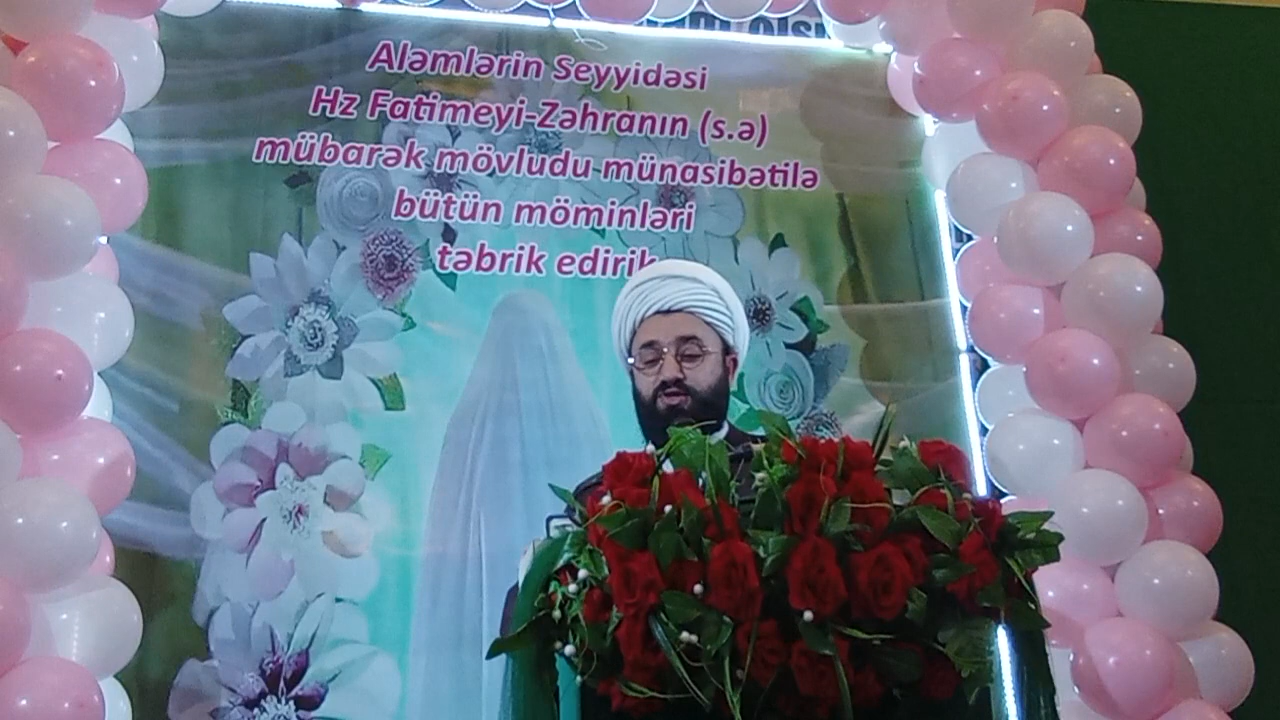 Aləmlərin Seyyidəsi
Hz Fatimeyi-Zəhranın (s.ə)
mübarək mövludu münasibətilə
bütün möminləri
təbrik edirik